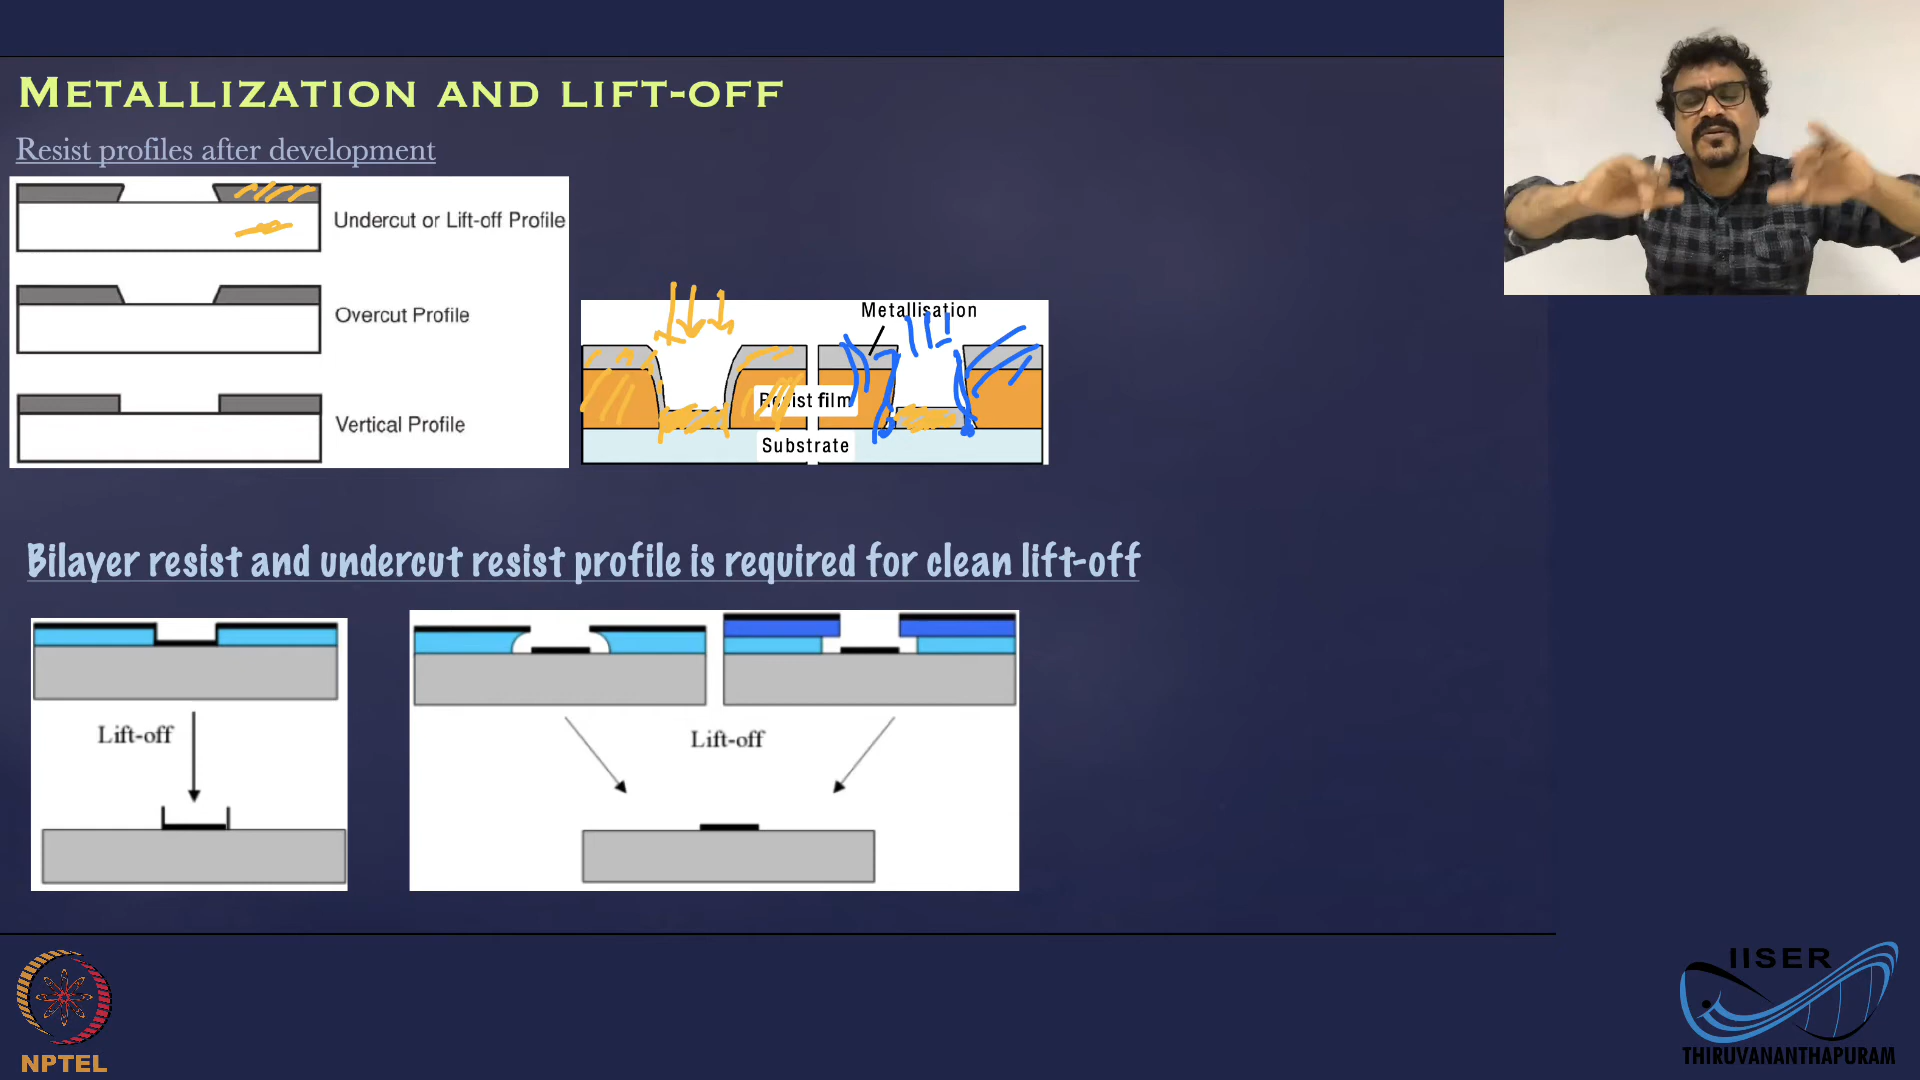 METALLIZATION AND LIFT-OFF
Resist profiles after development
Undercut or Lift-off Profile
Overcut Profile
Vertical Profile
Metallisation
Resist film
Substrate
Bilayer resist and undercut resist profile is required for clean lift-off
Lift-off
Lift-off
NPTEL
IISER
THIRUVANANTHAPURAM